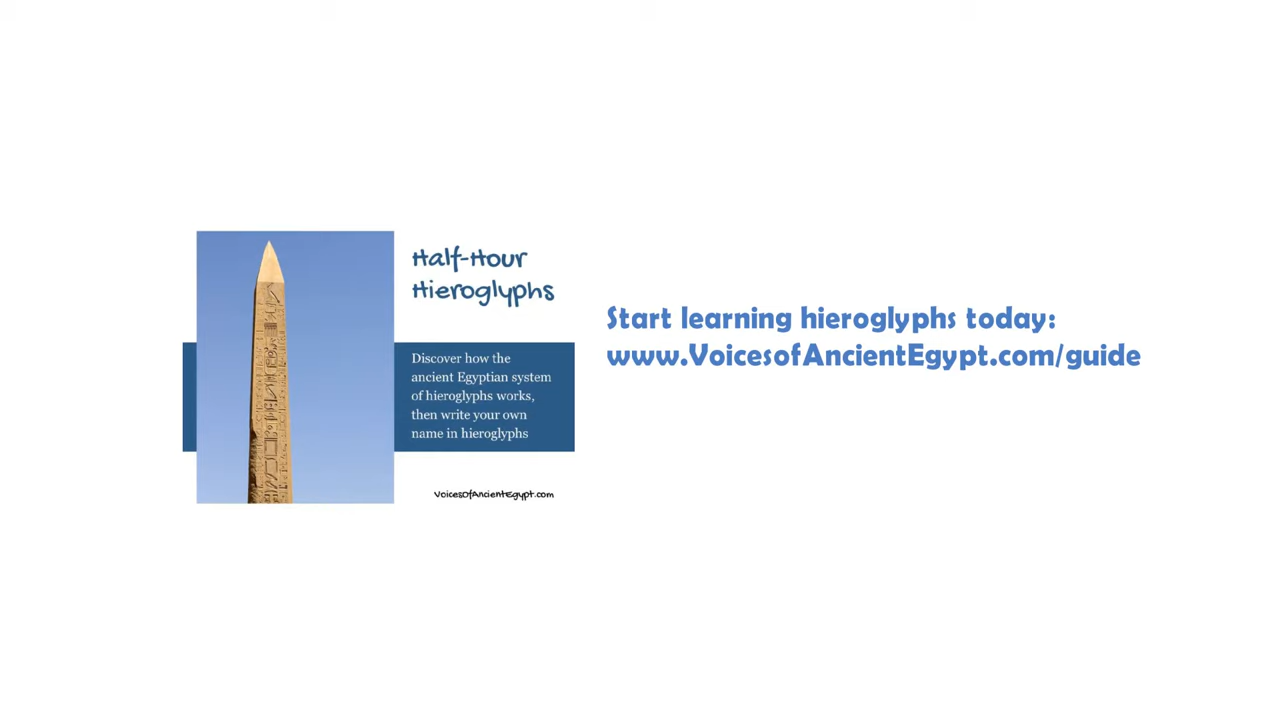 Half-Hour
Hieroglyphs
Discover how the
ancient Egyptian system
of hieroglyphs works,
then write your own
name in hieroglyphs
VoicesOfAncientEgypt.com
Start learning hieroglyphs today:
www.VoicesofAncientEgypt.com/guide